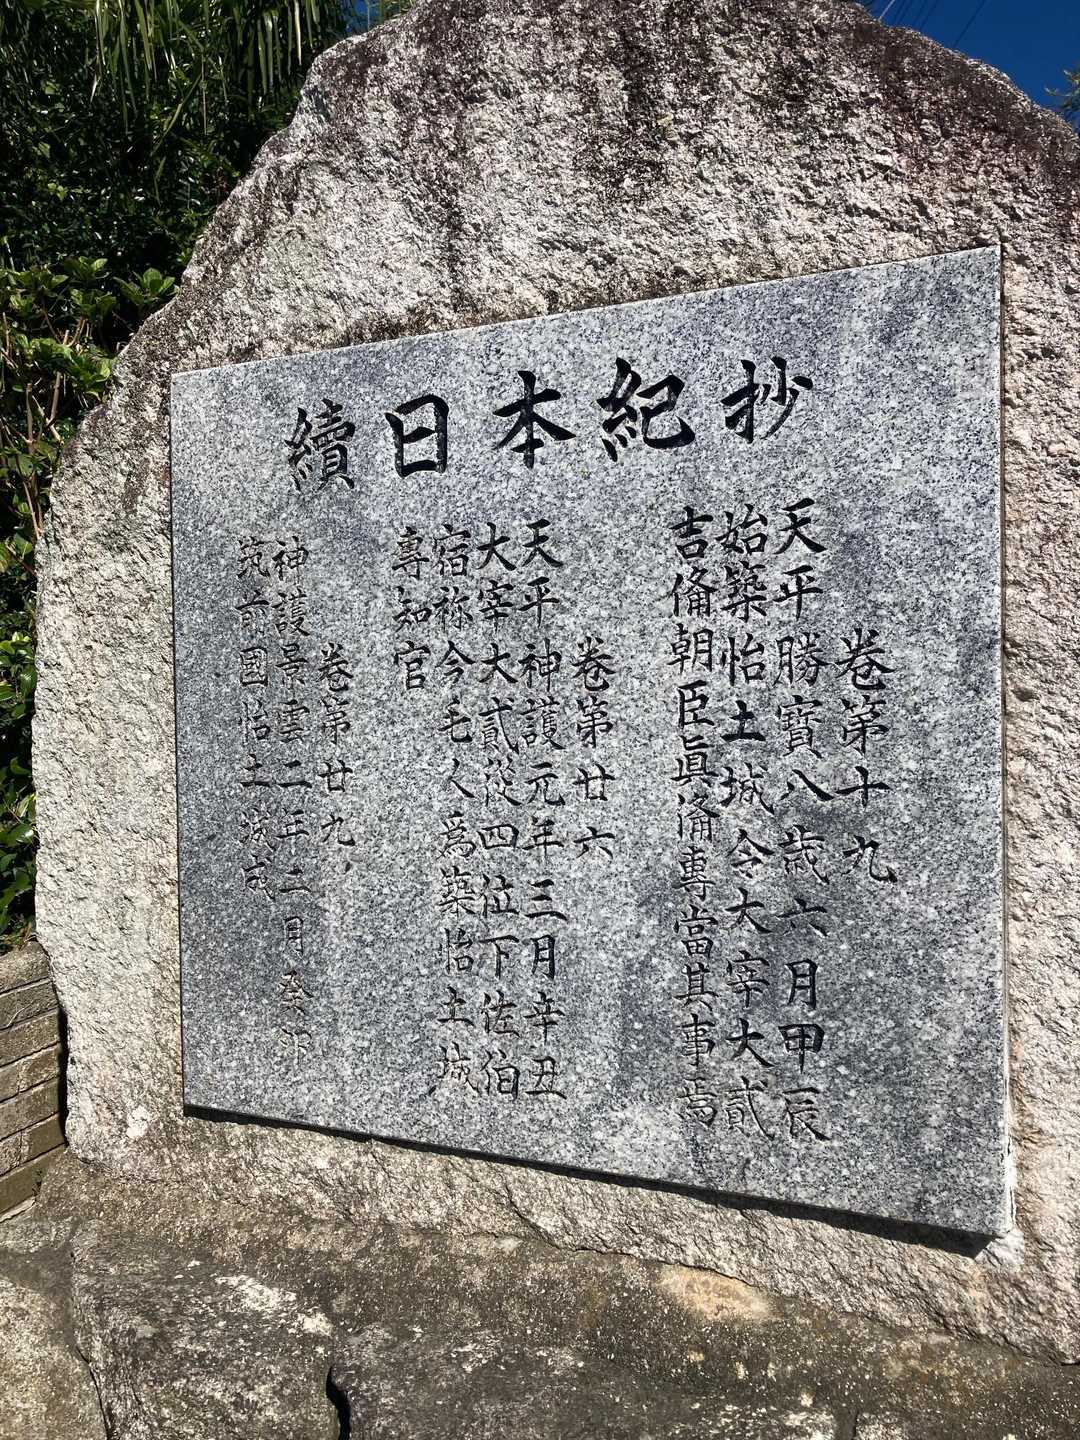 續日本紀抄
卷第十九
天平勝寶八歳六月甲辰
始築怡土城令大宰大貳
吉備朝臣眞備專當其事焉
卷第廿六
天平神護元年三月辛丑
大宰大貳從四位下佐伯
宿祢今毛人爲築怡土城
專知官
卷第廿九
神護景雲二年二月癸卯
筑前國怡土城成